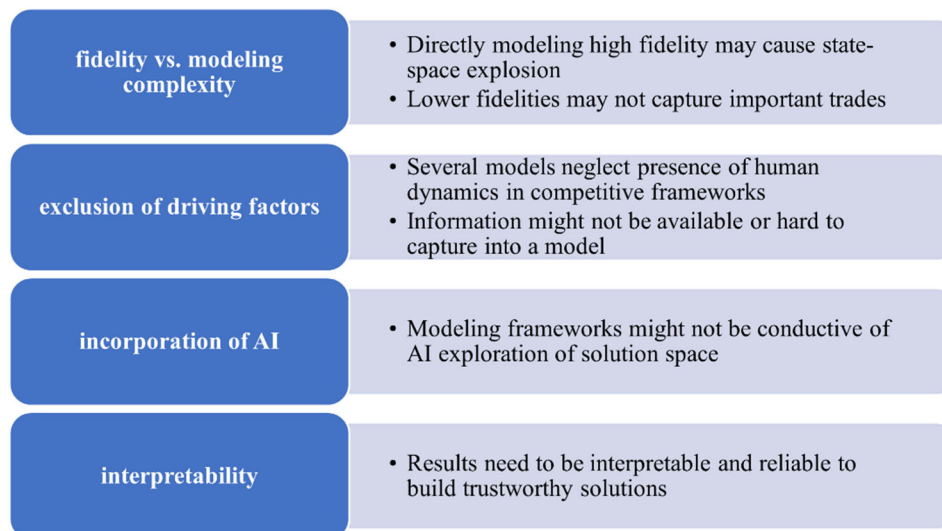 fidelity vs. modeling
complexity
• Directly modeling high fidelity may cause state-
space explosion
• Lower fidelities may not capture important trades
exclusion of driving factors
• Several models neglect presence of human
dynamics in competitive frameworks
• Information might not be available or hard to
capture into a model
incorporation of AI
• Modeling frameworks might not be conductive of
AI exploration of solution space
interpretability
• Results need to be interpretable and reliable to
build trustworthy solutions